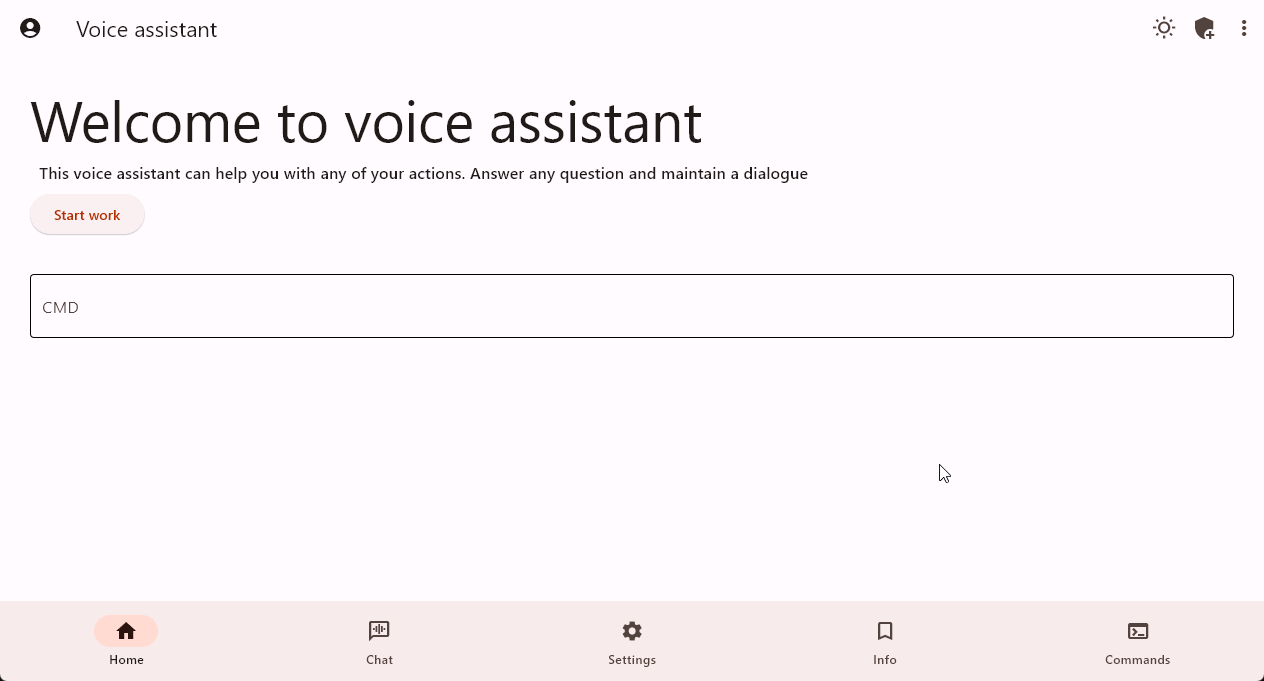 Voice assistant
Welcome to voice assistant
This voice assistant can help you with any of your actions. Answer any question and maintain a dialogue
Start work
CMD
Home
Chat
Settings
Info
Commands